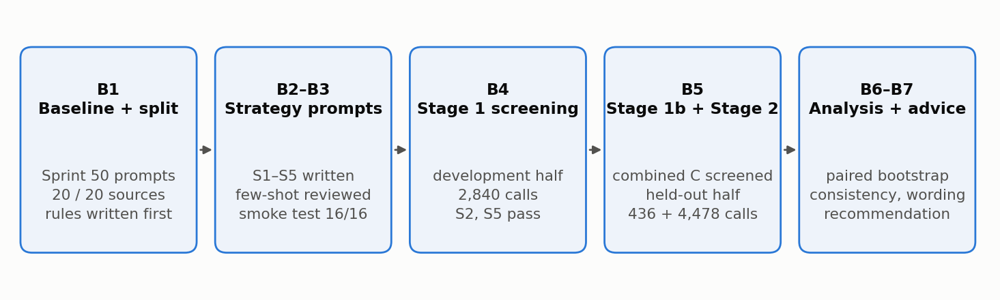 B1
Baseline + split
Sprint 50 prompts
20 / 20 sources
rules written first
B2–B3
Strategy prompts
S1–S5 written
few-shot reviewed
smoke test 16/16
B4
Stage 1 screening
development half
2,840 calls
S2, S5 pass
B5
Stage 1b + Stage 2
combined C screened
held-out half
436 + 4,478 calls
B6–B7
Analysis + advice
paired bootstrap
consistency, wording
recommendation